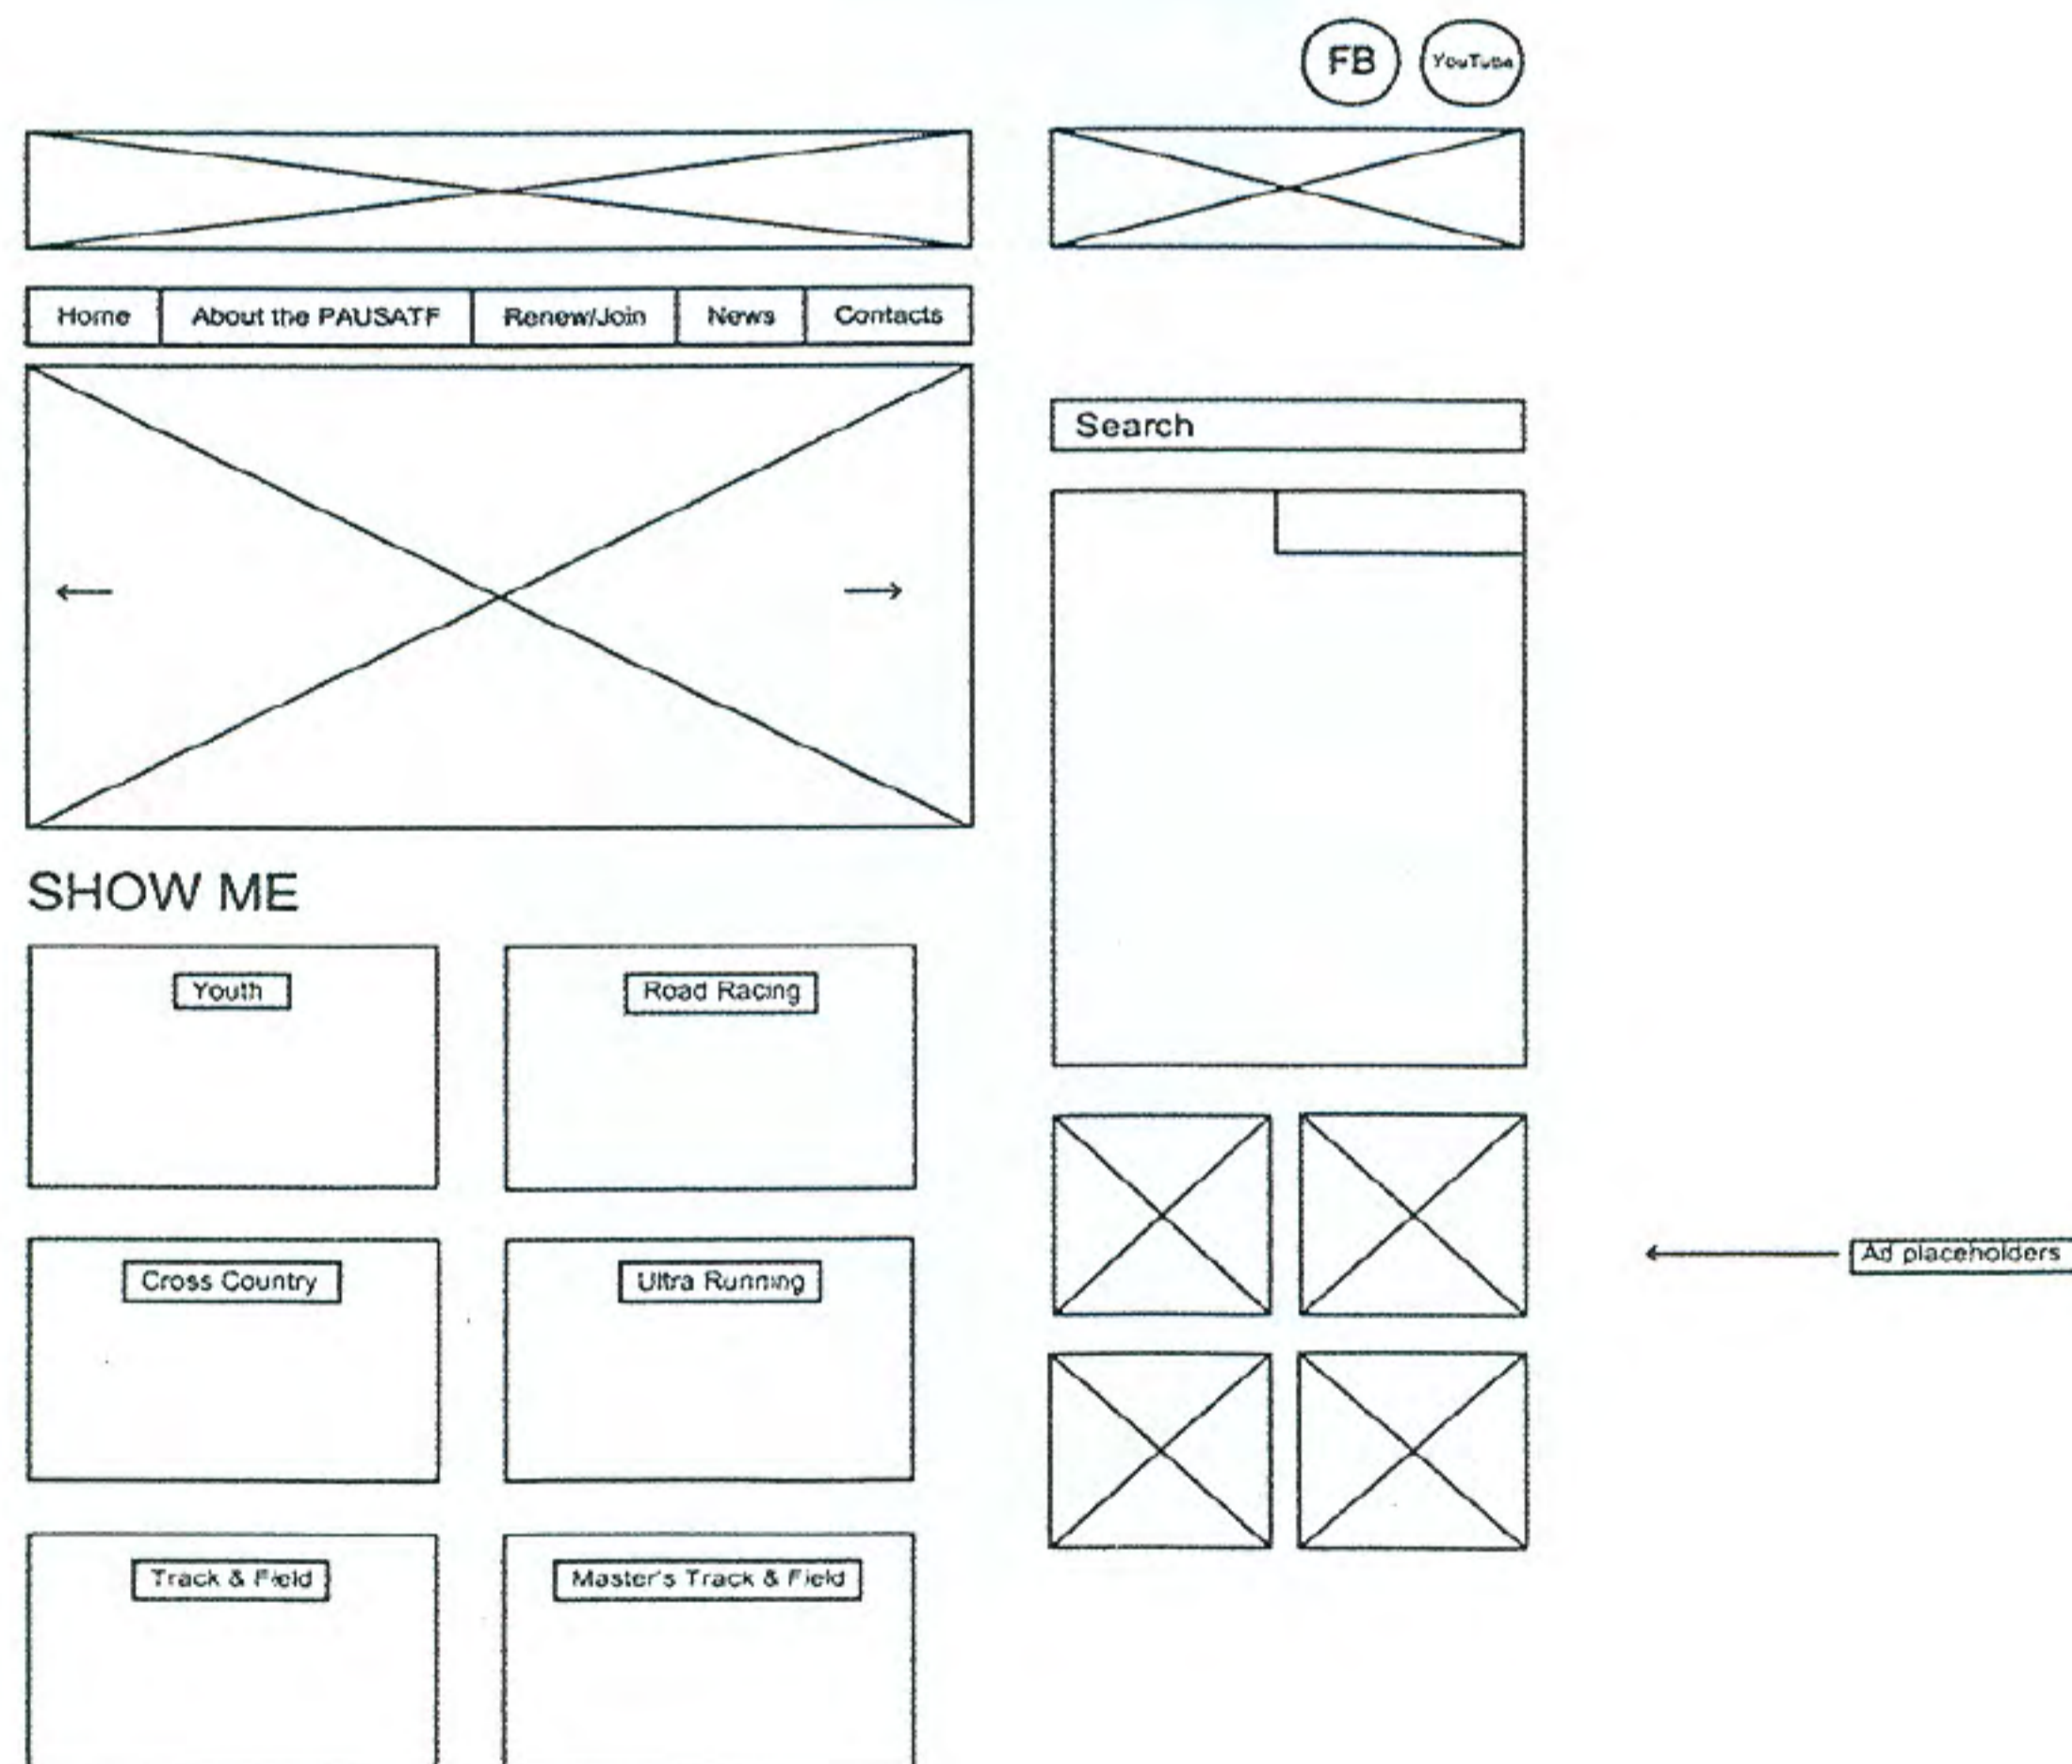 FB YouTube
Home About the PAUSATF Renew/Join News Contacts
Search
SHOW ME
Youth Road Racing
Cross Country Ultra Running
Ad placeholders
Track & Field Master's Track & Field